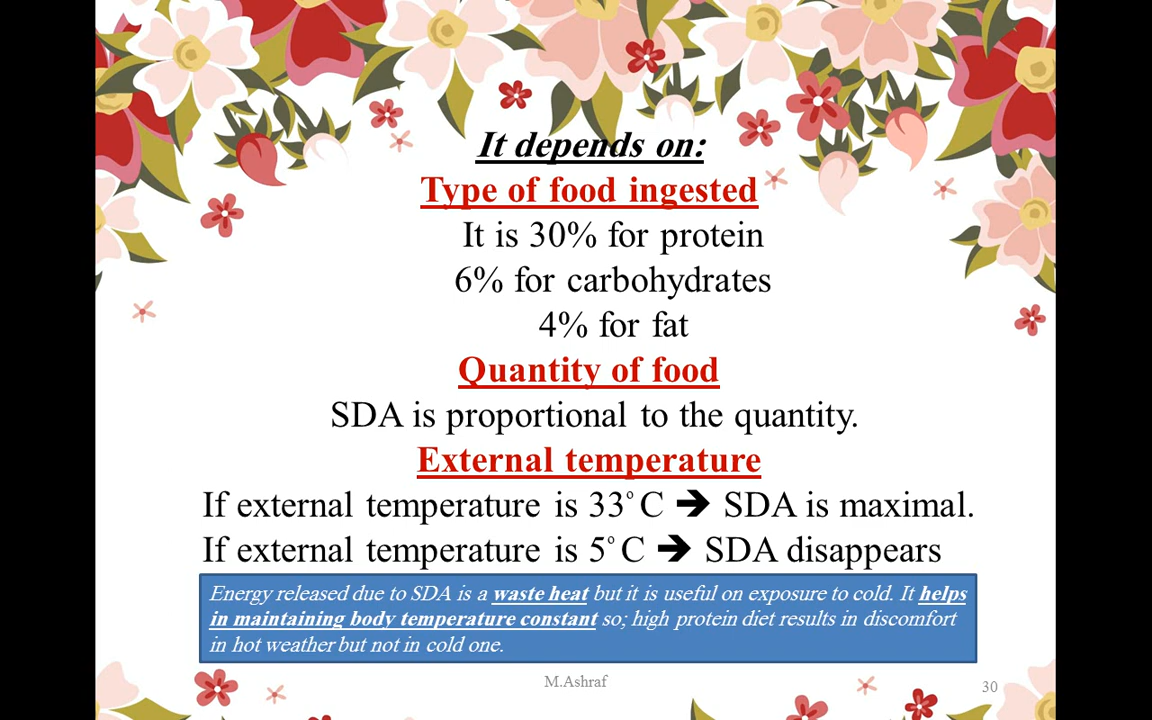 It depends on:
Type of food ingested
It is 30% for protein
6% for carbohydrates
4% for fat
Quantity of food
SDA is proportional to the quantity.
External temperature
If external temperature is 33° C ➔ SDA is maximal.
If external temperature is 5° C ➔ SDA disappears
Energy released due to SDA is a waste heat but it is useful on exposure to cold. It helps
in maintaining body temperature constant so; high protein diet results in discomfort
in hot weather but not in cold one.
M.Ashraf
30